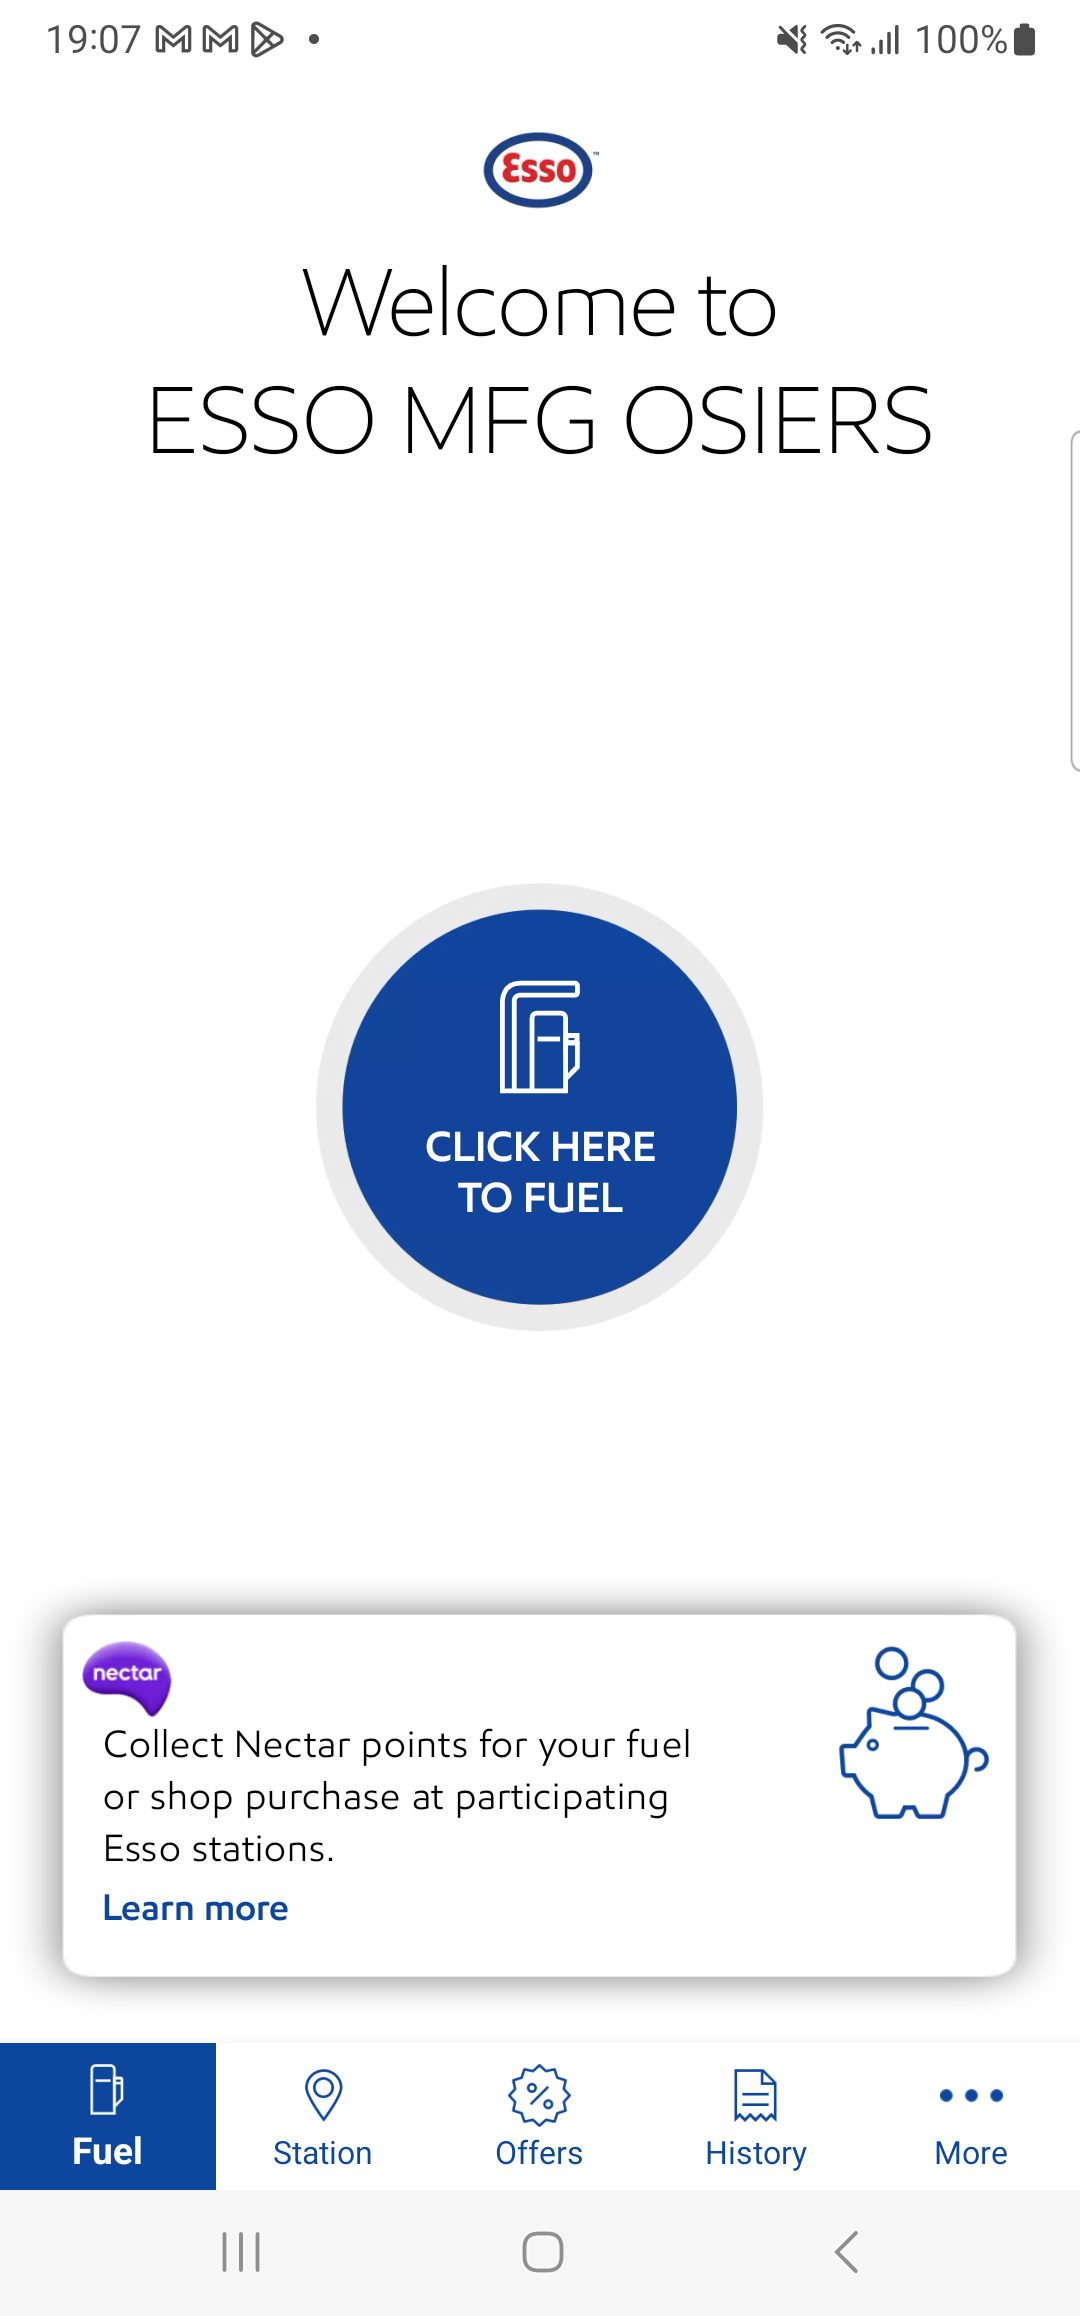 19:07
100%
Esso
Welcome to
ESSO MFG OSIERS
CLICK HERE
TO FUEL
nectar
Collect Nectar points for your fuel
or shop purchase at participating
Esso stations.
Learn more
Fuel
Station
Offers
History
More